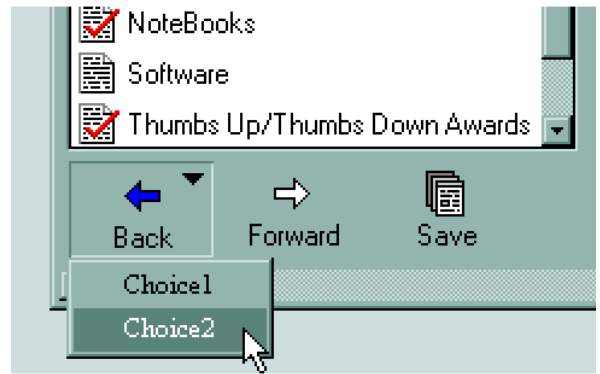 NoteBooks
Software
Thumbs Up/Thumbs Down Awards
Back Forward Save
Choice1
Choice2